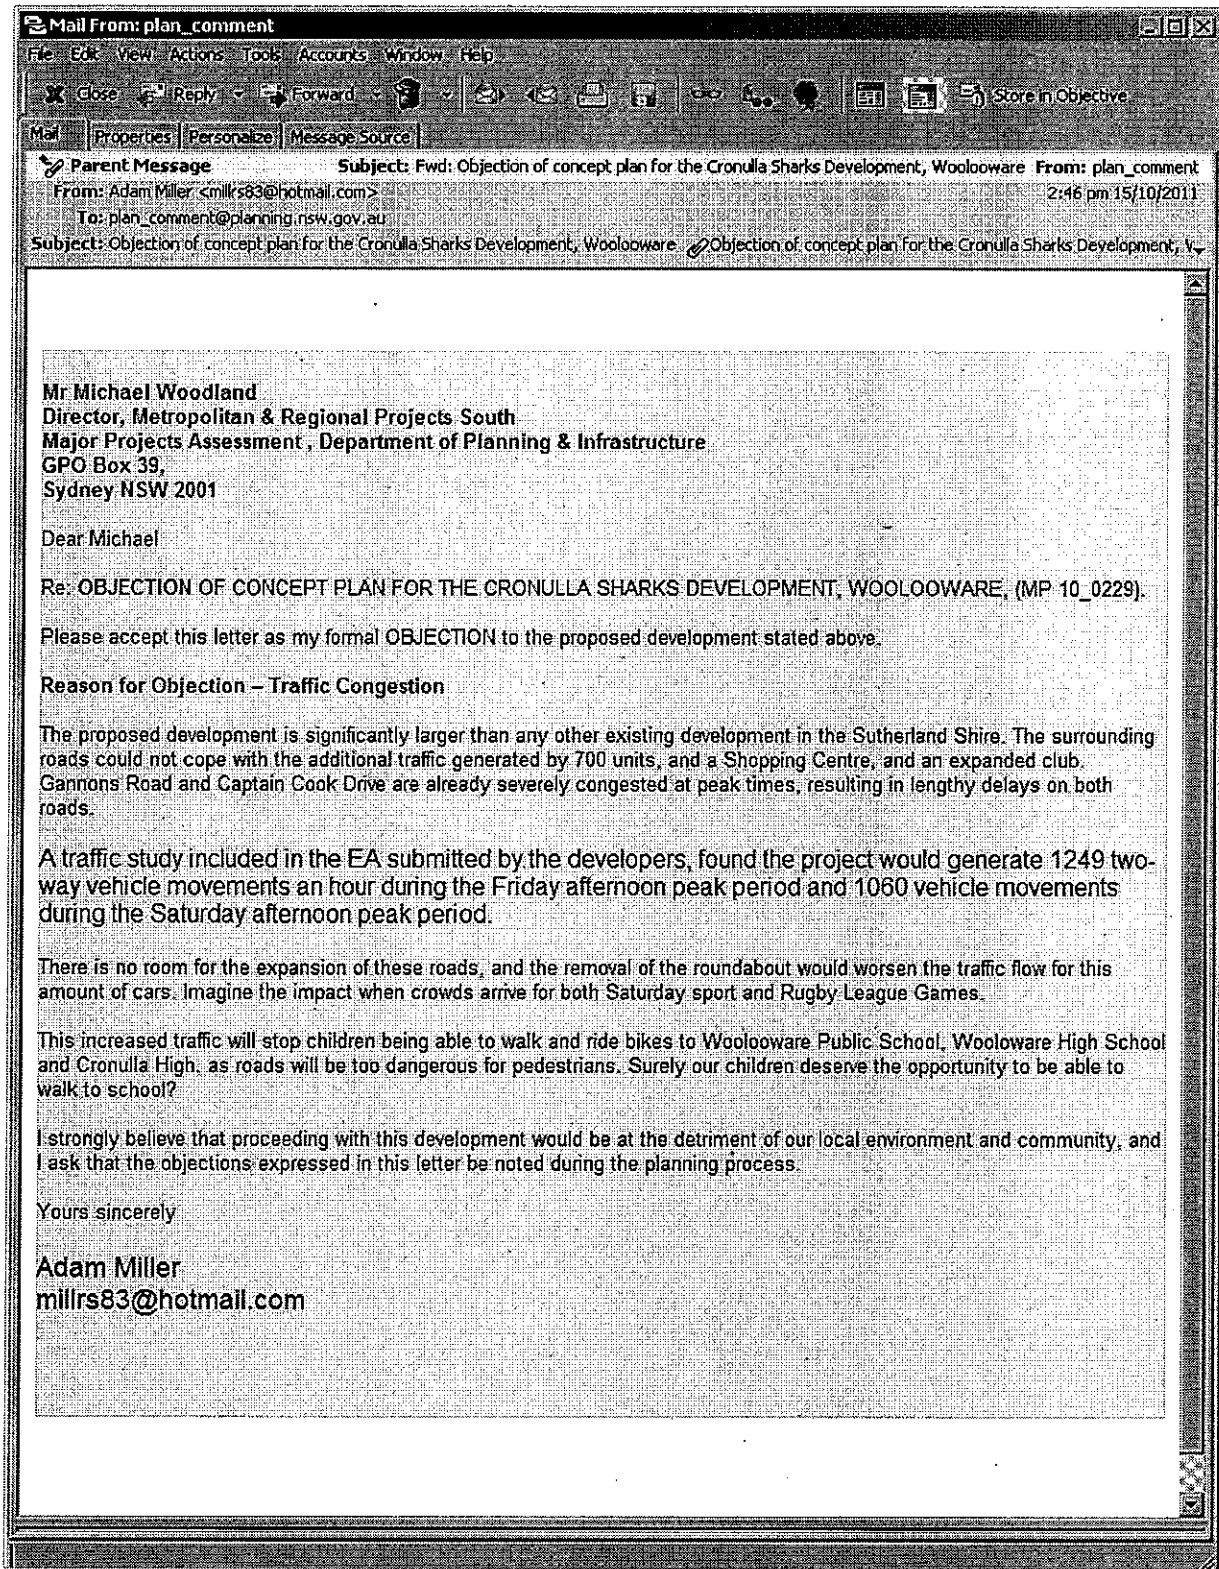 Mail From: plan_comment
File Edit View Actions Tools Accounts Window Help
Close Reply Forward Store in Objective
Mail Properties Personalize Message Source
Parent Message Subject: Fwd: Objection of concept plan for the Cronulla Sharks Development, Woolooware From: plan_comment
From: Adam Miller <millrs83@hotmail.com> 2:46 pm 15/10/2011
To: plan_comment@planning.nsw.gov.au
Subject: Objection of concept plan for the Cronulla Sharks Development, Woolooware Objection of concept plan for the Cronulla Sharks Development, W
Mr Michael Woodland
Director, Metropolitan & Regional Projects South
Major Projects Assessment , Department of Planning & Infrastructure
GPO Box 39,
Sydney NSW 2001
Dear Michael
Re: OBJECTION OF CONCEPT PLAN FOR THE CRONULLA SHARKS DEVELOPMENT, WOOLOOWARE, (MP 10_0229).
Please accept this letter as my formal OBJECTION to the proposed development stated above.
Reason for Objection – Traffic Congestion
The proposed development is significantly larger than any other existing development in the Sutherland Shire. The surrounding
roads could not cope with the additional traffic generated by 700 units, and a Shopping Centre, and an expanded club.
Gannons Road and Captain Cook Drive are already severely congested at peak times, resulting in lengthy delays on both
roads.
A traffic study included in the EA submitted by the developers, found the project would generate 1249 two-
way vehicle movements an hour during the Friday afternoon peak period and 1060 vehicle movements
during the Saturday afternoon peak period.
There is no room for the expansion of these roads, and the removal of the roundabout would worsen the traffic flow for this
amount of cars. Imagine the impact when crowds arrive for both Saturday sport and Rugby League Games.
This increased traffic will stop children being able to walk and ride bikes to Woolooware Public School, Wooloware High School
and Cronulla High, as roads will be too dangerous for pedestrians. Surely our children deserve the opportunity to be able to
walk to school?
I strongly believe that proceeding with this development would be at the detriment of our local environment and community, and
I ask that the objections expressed in this letter be noted during the planning process.
Yours sincerely
Adam Miller
millrs83@hotmail.com